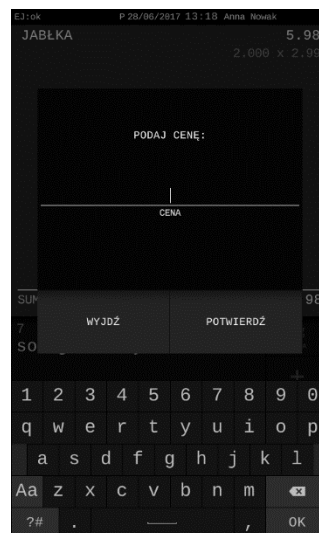 EJ:ok P 28/06/2017 13:18 Anna Nowak
JABŁKA 5.98
2.000 x 2.99
PODAJ CENĘ:
CENA
SUM 98
WYJDŹ POTWIERDŹ
7
SO
1 2 3 4 5 6 7 8 9 0
q w e r t y u i o p
a s d f g h j k l
Aa z x c v b n m
?# . , OK